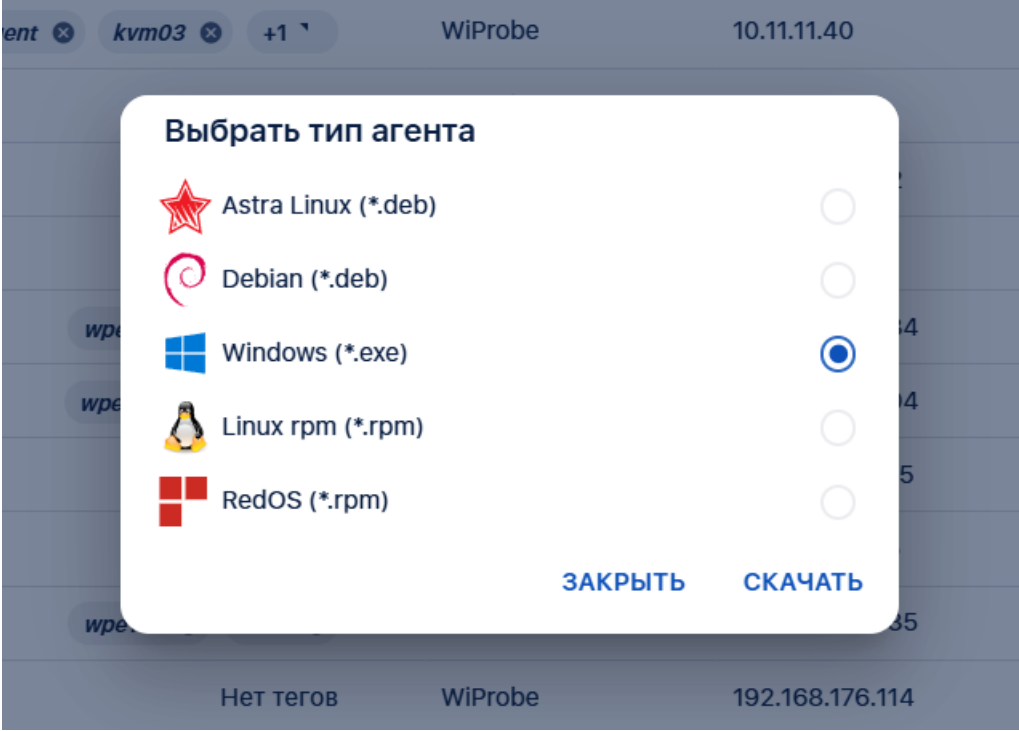 ent kvm03 +1 WiProbe 10.11.11.40
Выбрать тип агента
Astra Linux (*.deb)
Debian (*.deb)
Windows (*.exe)
Linux rpm (*.rpm)
RedOS (*.rpm)
ЗАКРЫТЬ СКАЧАТЬ
Нет тегов WiProbe 192.168.176.114